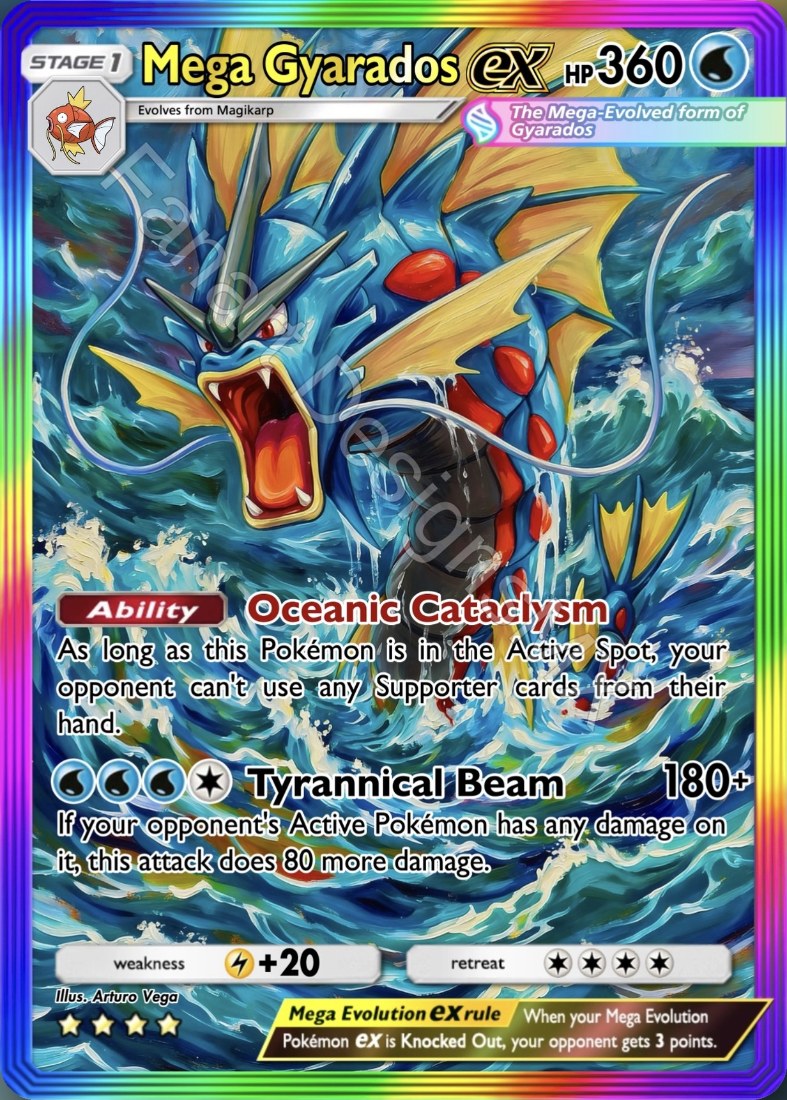 STAGE 1 Mega Gyarados ex HP 360
Evolves from Magikarp
The Mega-Evolved form of
Gyarados
Fanart Designe
Ability Oceanic Cataclysm
As long as this Pokémon is in the Active Spot, your
opponent can't use any Supporter cards from their
hand.
Tyrannical Beam 180+
If your opponent's Active Pokémon has any damage on
it, this attack does 80 more damage.
weakness +20 retreat
Illus. Arturo Vega
Mega Evolution ex rule When your Mega Evolution
Pokémon ex is Knocked Out, your opponent gets 3 points.